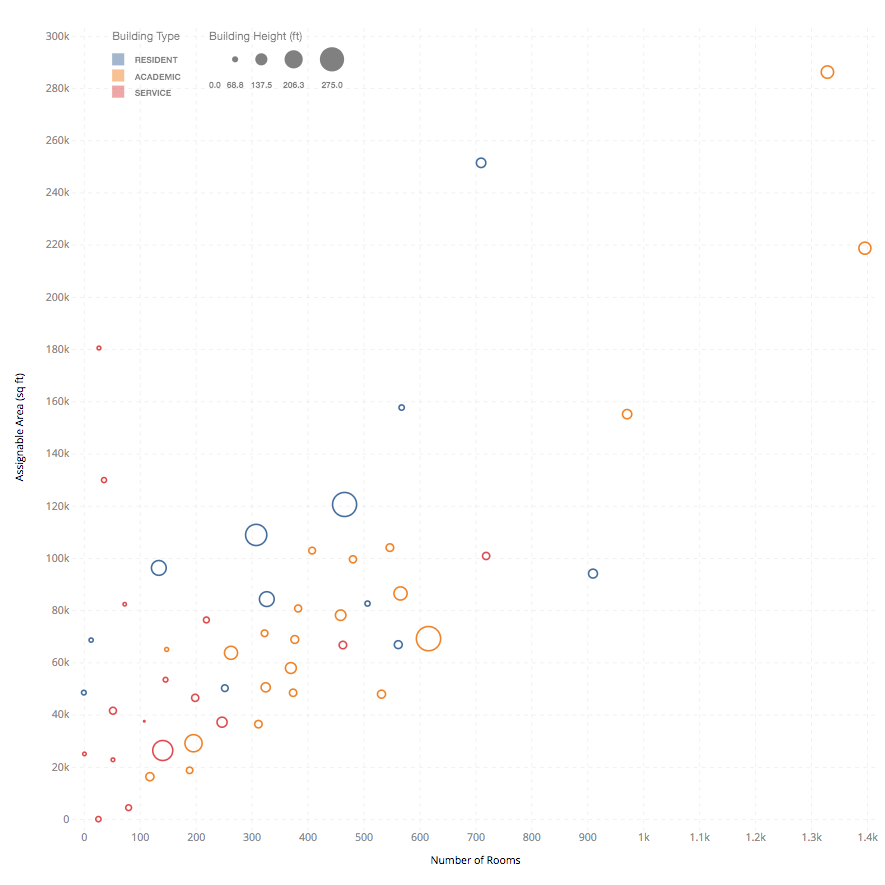 Building Type
RESIDENT
ACADEMIC
SERVICE
Building Height (ft)
0.0 68.8 137.5 206.3 275.0
300k
280k
260k
240k
220k
200k
180k
160k
140k
120k
100k
80k
60k
40k
20k
0
Assignable Area (sq ft)
0 100 200 300 400 500 600 700 800 900 1k 1.1k 1.2k 1.3k 1.4k
Number of Rooms